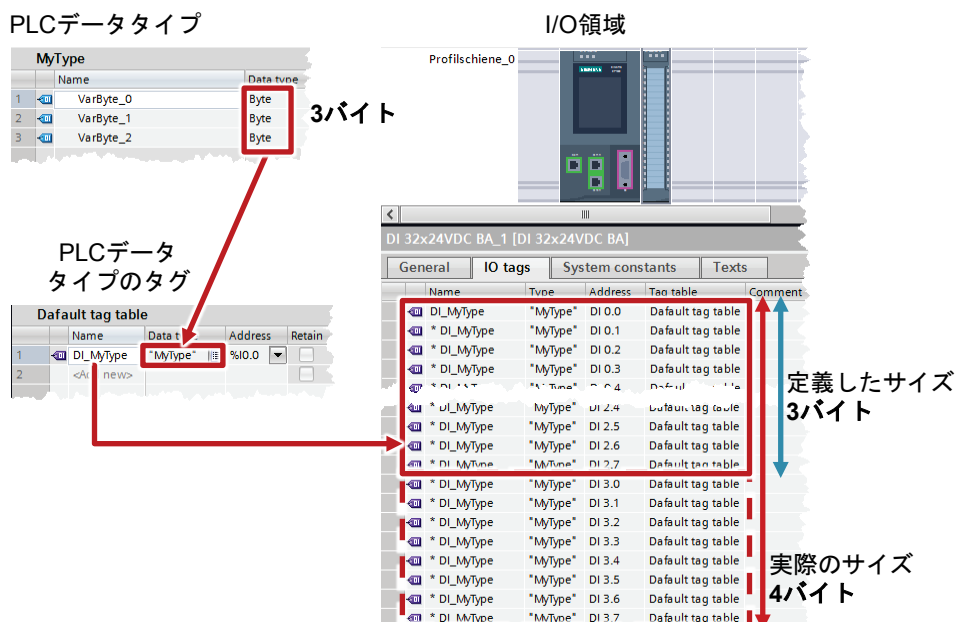 PLCデータタイプ
MyType
Name Data type
1 VarByte_0 Byte
2 VarByte_1 Byte
3 VarByte_2 Byte
3バイト
I/O領域
Profilschiene_0
SIEMENS
DI 32x24VDC BA_1 [DI 32x24VDC BA]
General IO tags System constants Texts
Name Type Address Tag table Comment
DI_MyType "MyType" DI 0.0 Dafault tag table
* DI_MyType "MyType" DI 0.1 Dafault tag table
* DI_MyType "MyType" DI 0.2 Dafault tag table
* DI_MyType "MyType" DI 0.3 Dafault tag table
* DI_MyType "MyType" DI 2.4 Dafault tag table
* DI_MyType "MyType" DI 2.5 Dafault tag table
* DI_MyType "MyType" DI 2.6 Dafault tag table
* DI_MyType "MyType" DI 2.7 Dafault tag table
* DI_MyType "MyType" DI 3.0 Dafault tag table
* DI_MyType "MyType" DI 3.1 Dafault tag table
* DI_MyType "MyType" DI 3.2 Dafault tag table
* DI_MyType "MyType" DI 3.3 Dafault tag table
* DI_MyType "MyType" DI 3.4 Dafault tag table
* DI_MyType "MyType" DI 3.5 Dafault tag table
* DI_MyType "MyType" DI 3.6 Dafault tag table
* DI_MyType "MyType" DI 3.7 Dafault tag table
定義したサイズ
3バイト
実際のサイズ
4バイト
PLCデータ
タイプのタグ
Dafault tag table
Name Data t Address Retain
1 DI_MyType "MyType" %I0.0
2 new>